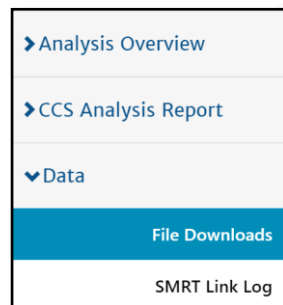 Analysis Overview
CCS Analysis Report
Data
File Downloads
SMRT Link Log